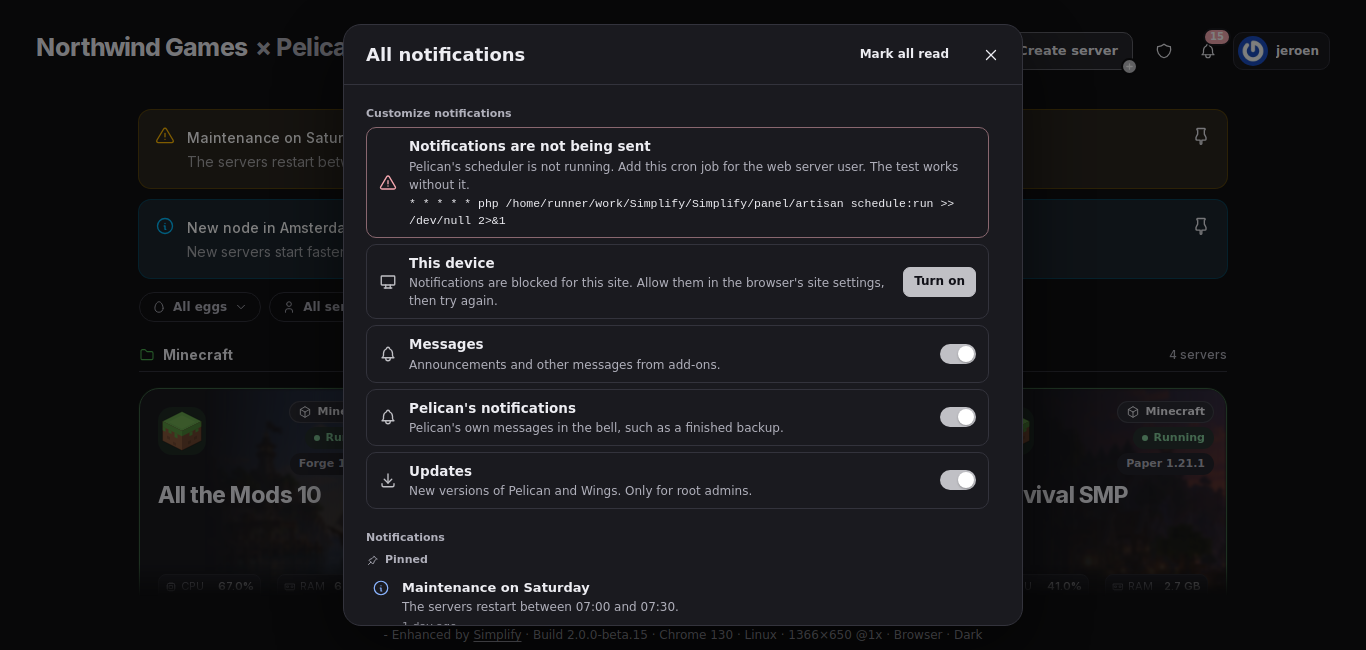 Northwind Games × Pelica
All notifications
Mark all read
Create server
15
jeroen
Customize notifications
Maintenance on Satur
The servers restart betw
Notifications are not being sent
Pelican's scheduler is not running. Add this cron job for the web server user. The test works
without it.
* * * * * php /home/runner/work/Simplify/Simplify/panel/artisan schedule:run >>
/dev/null 2>&1
New node in Amsterda
New servers start faster
This device
Notifications are blocked for this site. Allow them in the browser's site settings,
then try again.
Turn on
All eggs
All ser
Messages
Announcements and other messages from add-ons.
Minecraft
4 servers
Pelican's notifications
Pelican's own messages in the bell, such as a finished backup.
Updates
New versions of Pelican and Wings. Only for root admins.
Mine
Ru
Forge 1
All the Mods 10
CPU 67.0%
RAM 6
Minecraft
Running
Paper 1.21.1
vival SMP
U 41.0%
RAM 2.7 GB
Notifications
Pinned
Maintenance on Saturday
The servers restart between 07:00 and 07:30.
1 day ago
- Enhanced by Simplify · Build 2.0.0-beta.15 · Chrome 130 · Linux · 1366×650 @1x · Browser · Dark